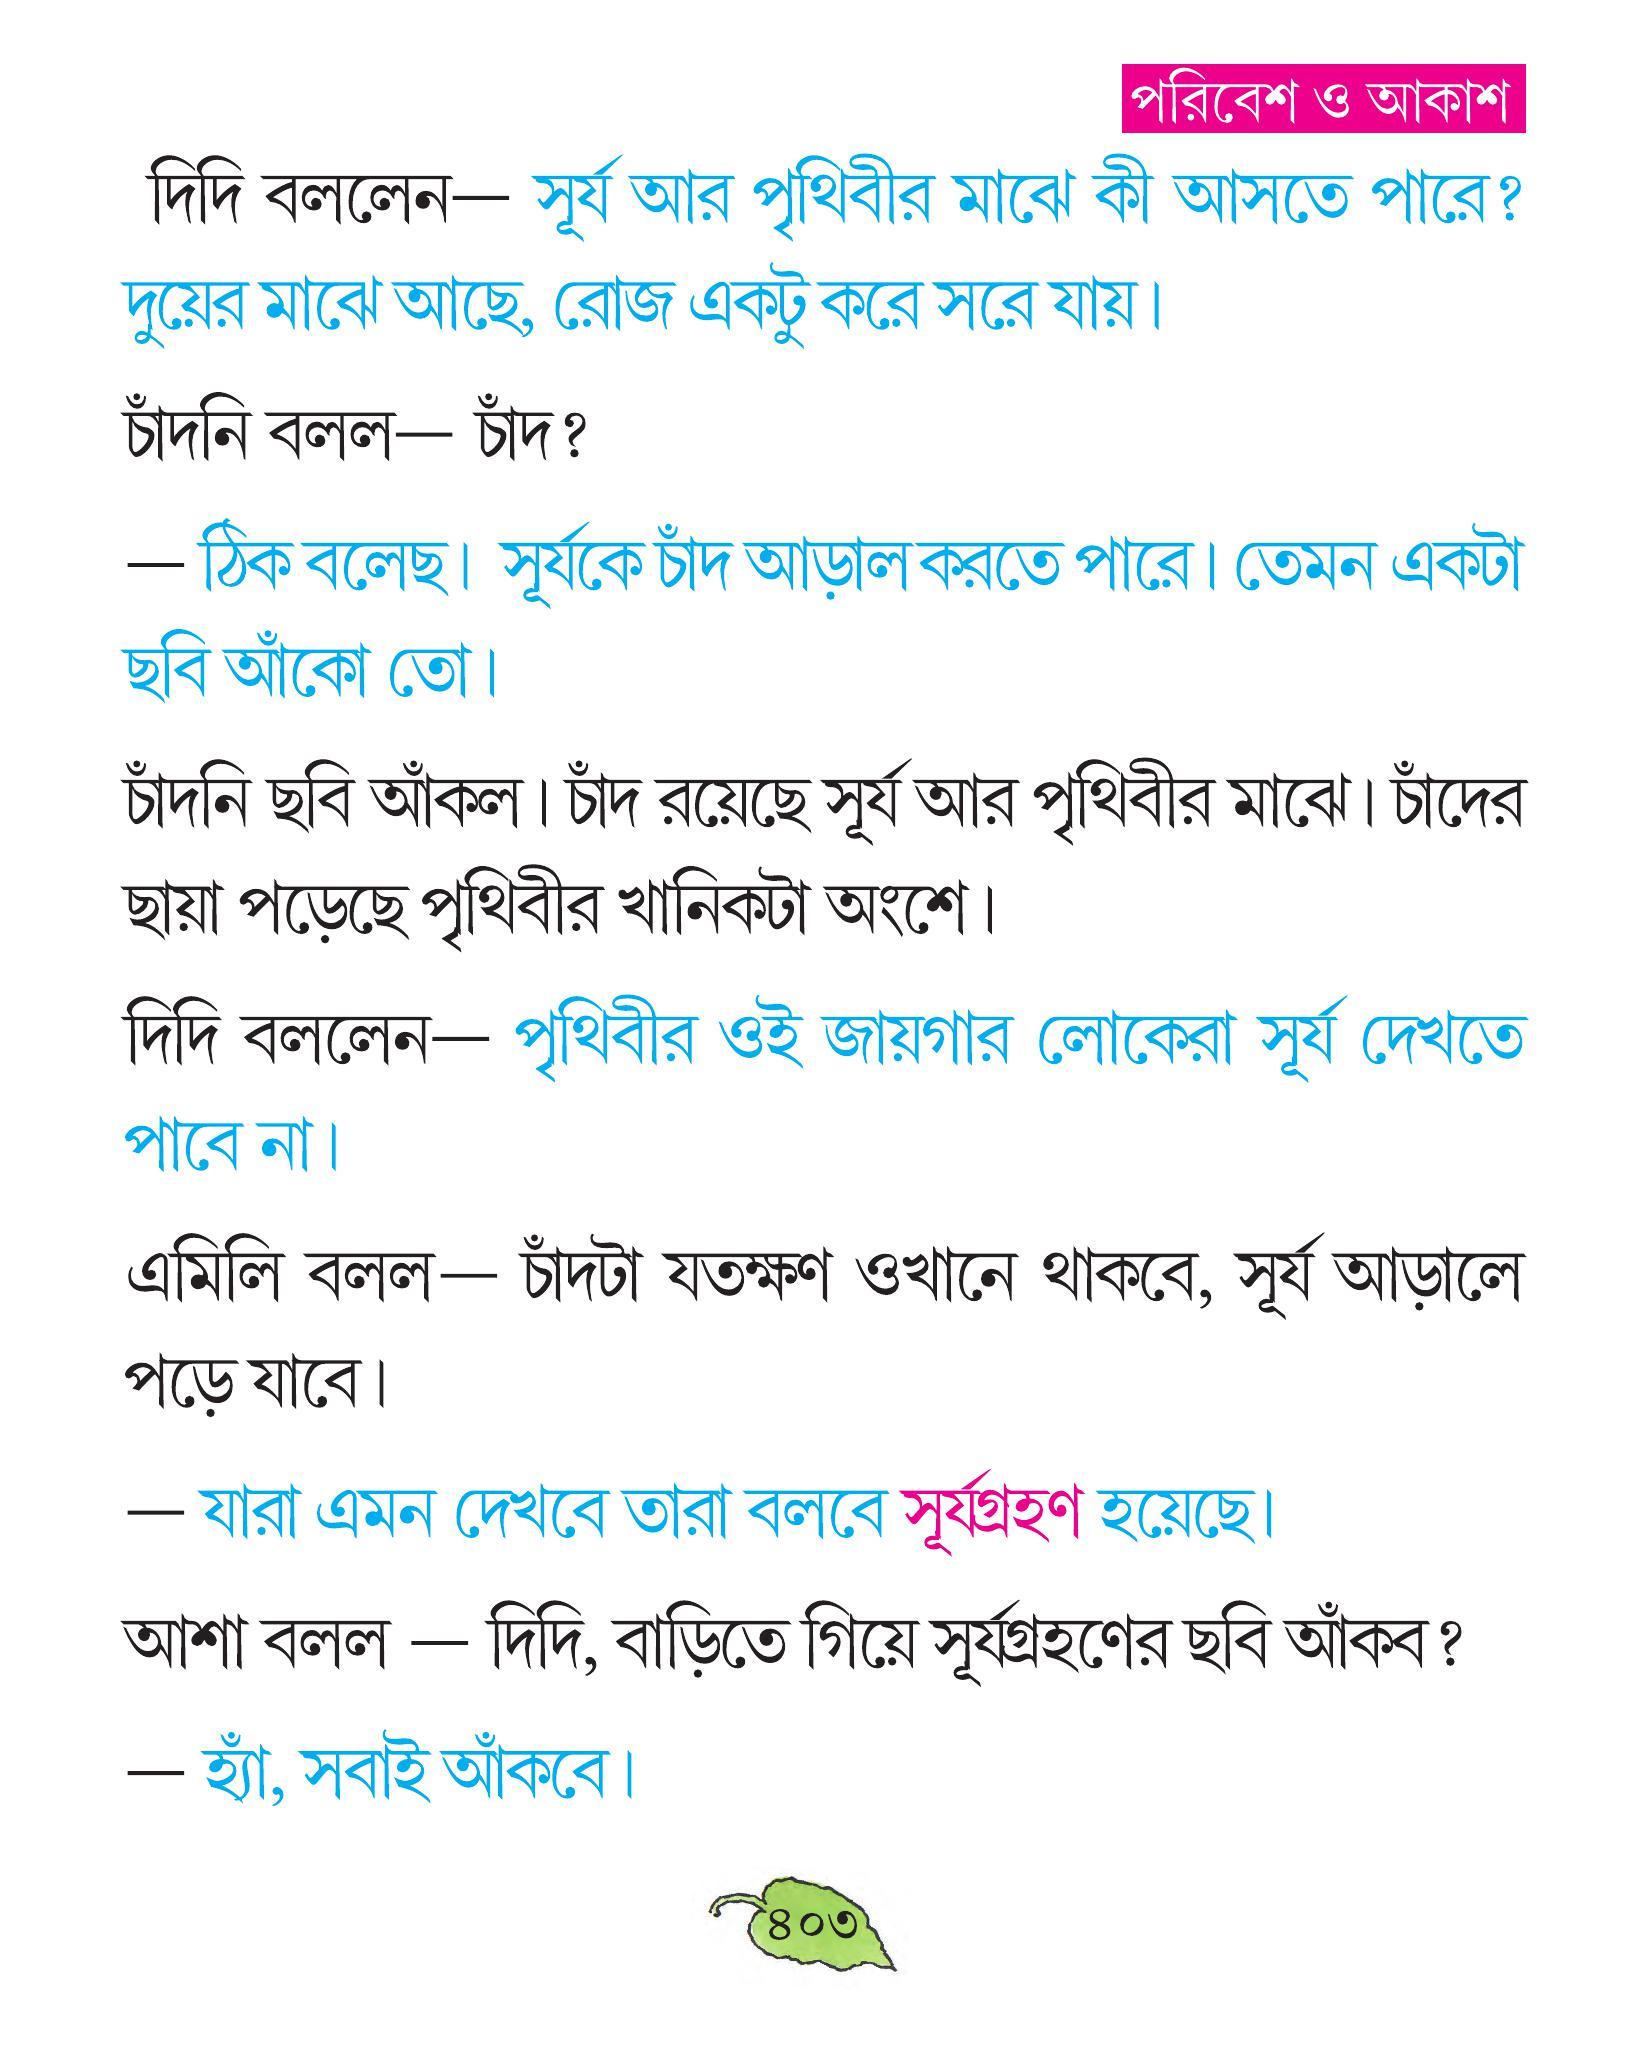 পরিবেশ ও আকাশ
দিদি বললেন— সূর্য আর পৃথিবীর মাঝে কী আসতে পারে?
দুয়ের মাঝে আছে, রোজ একটু করে সরে যায়।
চাঁদনি বলল— চাঁদ?
— ঠিক বলেছ। সূর্যকে চাঁদ আড়াল করতে পারে। তেমন একটা
ছবি আঁকো তো।
চাঁদনি ছবি আঁকল। চাঁদ রয়েছে সূর্য আর পৃথিবীর মাঝে। চাঁদের
ছায়া পড়েছে পৃথিবীর খানিকটা অংশে।
দিদি বললেন— পৃথিবীর ওই জায়গার লোকেরা সূর্য দেখতে
পাবে না।
এমিলি বলল— চাঁদটা যতক্ষণ ওখানে থাকবে, সূর্য আড়ালে
পড়ে যাবে।
— যারা এমন দেখবে তারা বলবে সূর্যগ্রহণ হয়েছে।
আশা বলল — দিদি, বাড়িতে গিয়ে সূর্যগ্রহণের ছবি আঁকব?
— হ্যাঁ, সবাই আঁকবে।
৪০৩